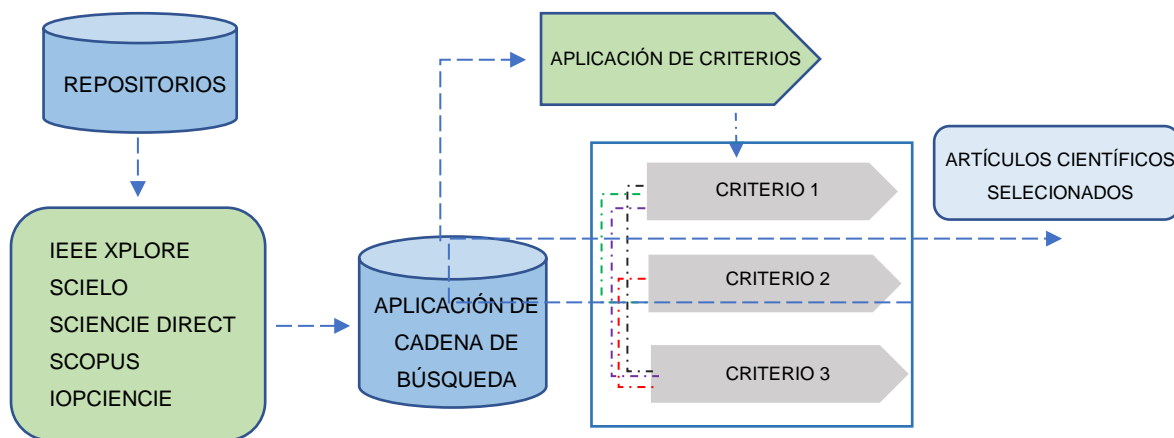 REPOSITORIOS
IEEE XPLORE
SCIELO
SCIENCIE DIRECT
SCOPUS
IOPCIENCIE
APLICACIÓN DE
CADENA DE
BÚSQUEDA
APLICACIÓN DE CRITERIOS
CRITERIO 1
CRITERIO 2
CRITERIO 3
ARTÍCULOS CIENTÍFICOS
SELECIONADOS